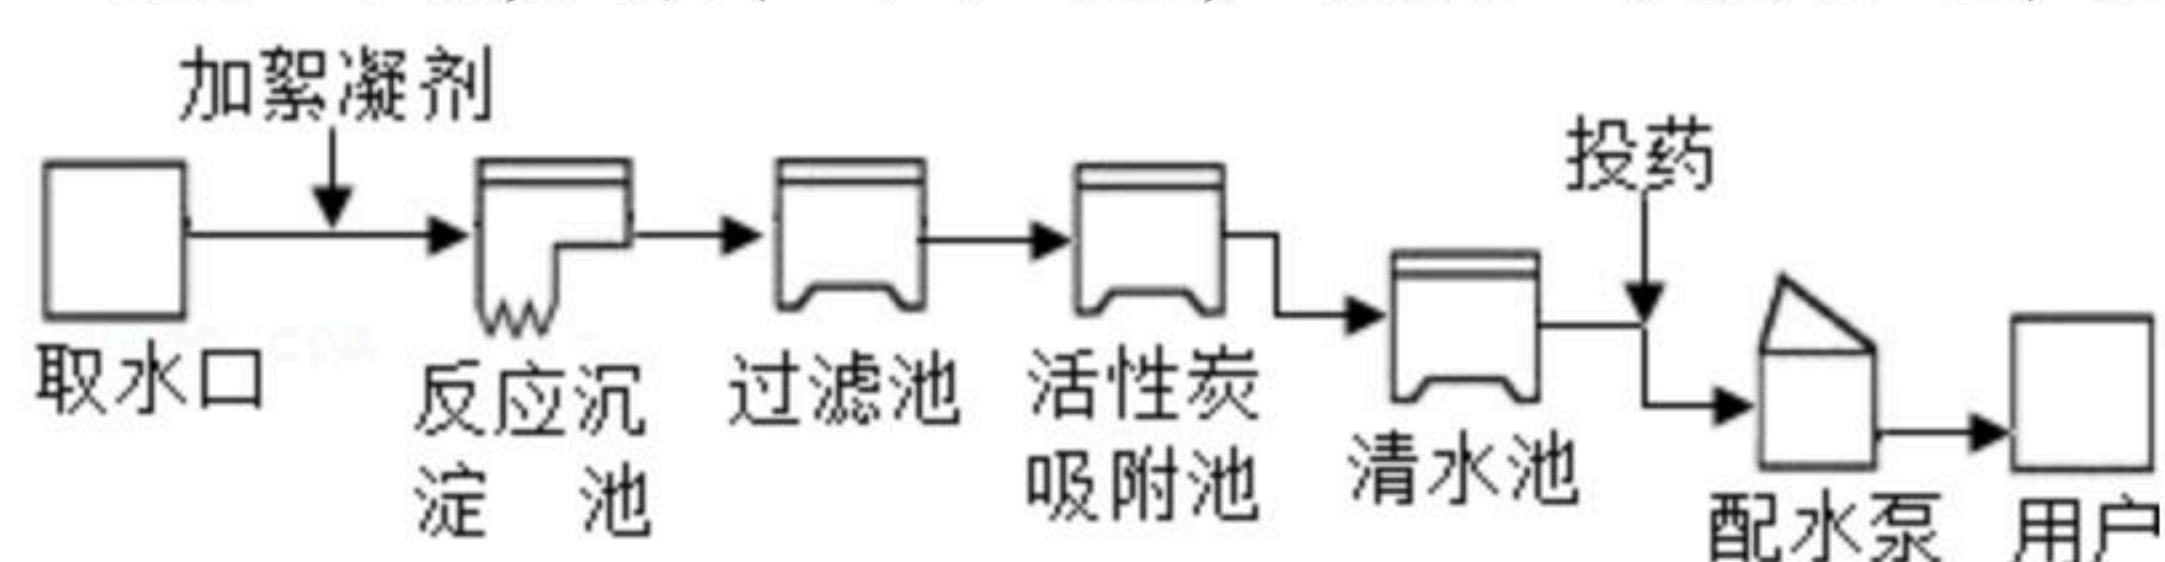 加絮凝剂
投药
取水口
反应沉
淀 池
过滤池
活性炭
吸附池
清水池
配水泵
用户